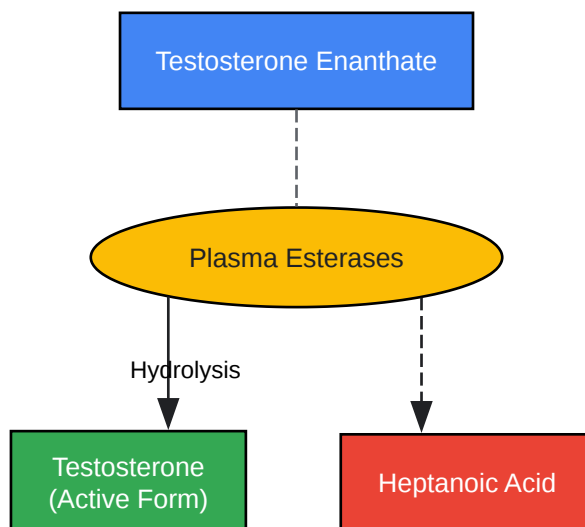 Testosterone Enanthate
Plasma Esterases
Hydrolysis
Testosterone
(Active Form)
Heptanoic Acid